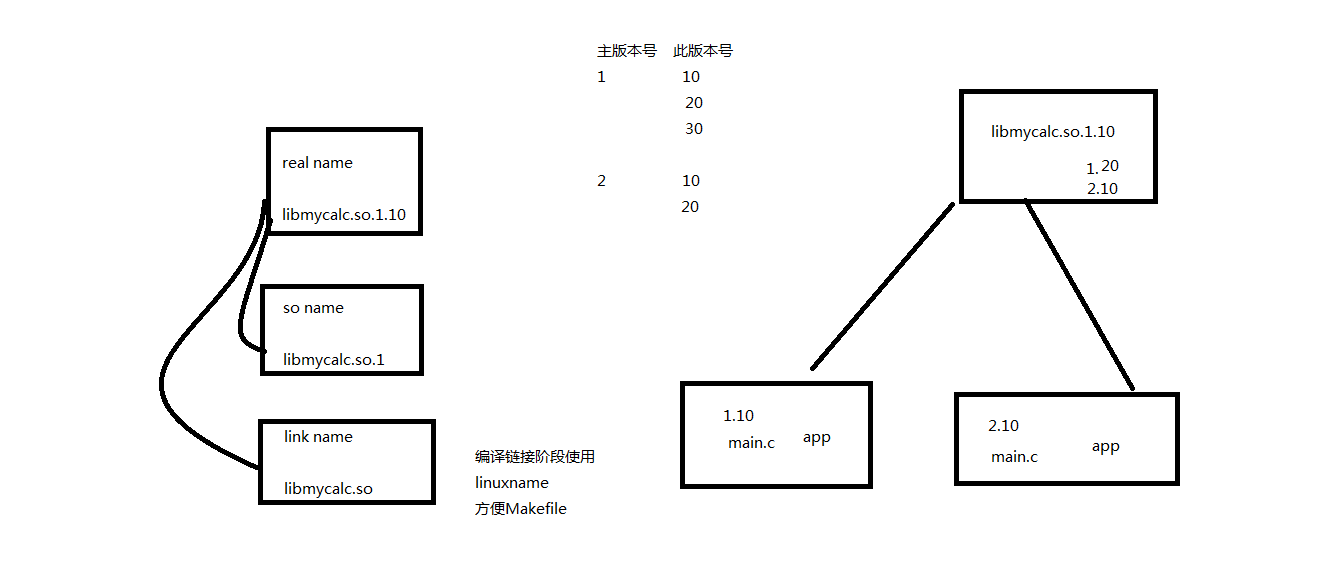 主版本号 此版本号
1 10
20
30
2 10
20
real name
libmycalc.so.1.10
so name
libmycalc.so.1
link name
libmycalc.so
编译链接阶段使用
linuxname
方便Makefile
libmycalc.so.1.10
1.20
2.10
1.10
main.c app
2.10
main.c app